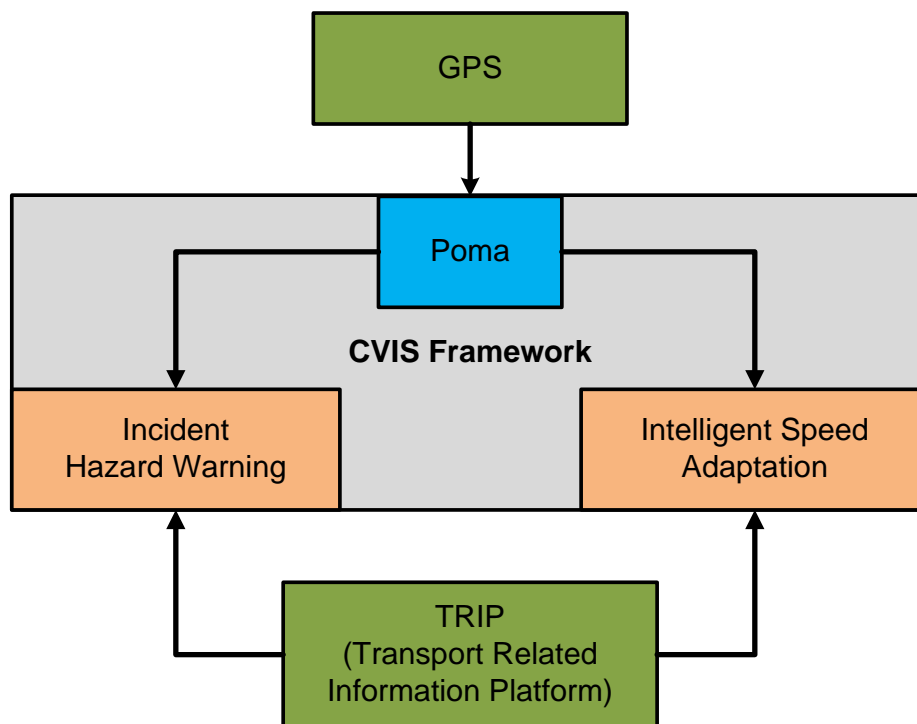 GPS
Poma
CVIS Framework
Incident
Hazard Warning
Intelligent Speed
Adaptation
TRIP
(Transport Related
Information Platform)